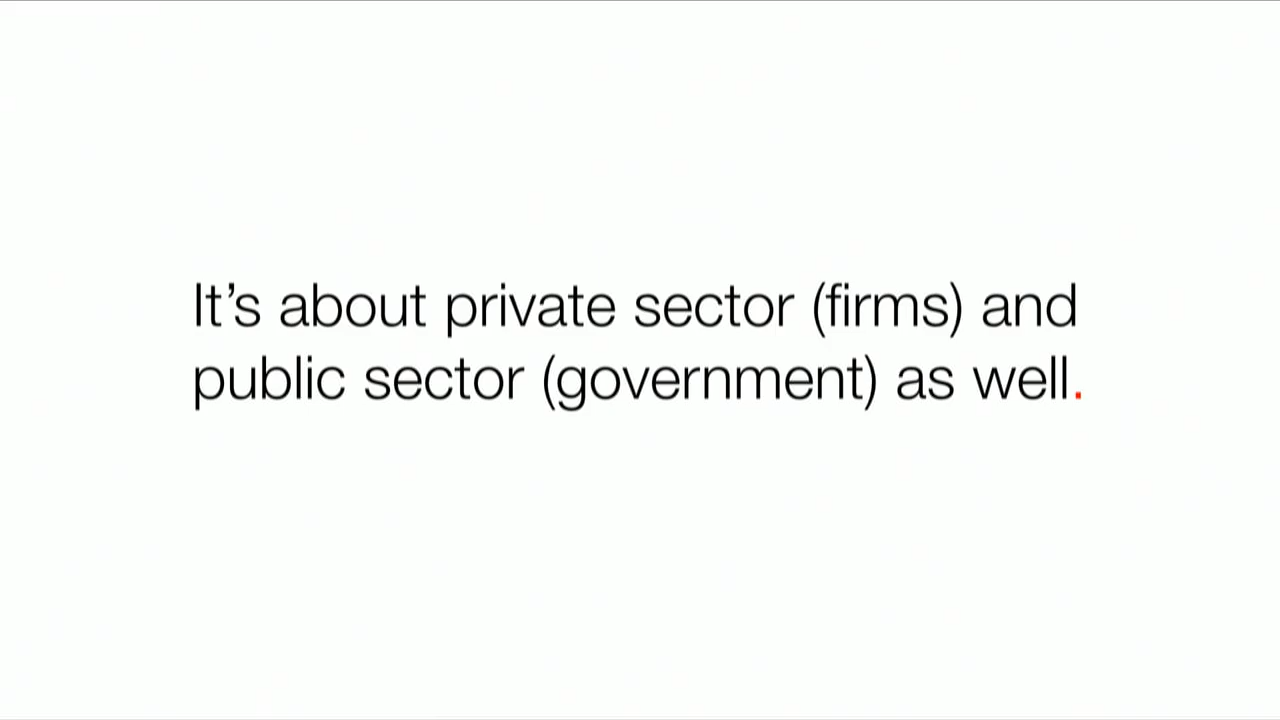 It’s about private sector (firms) and
public sector (government) as well.